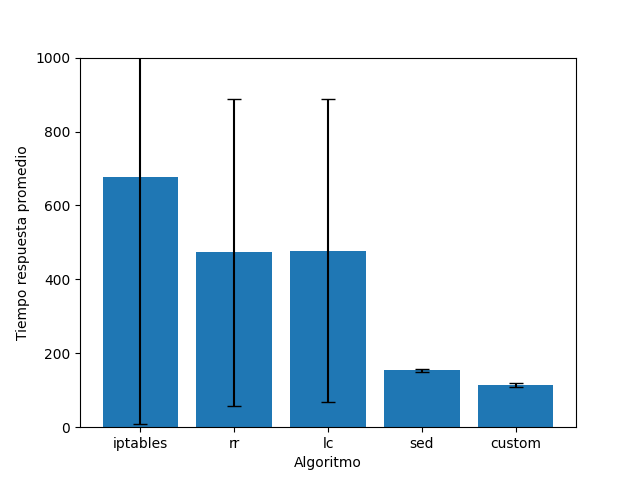 1000
800
600
400
200
0
Tiempo respuesta promedio
iptables rr lc sed custom
Algoritmo